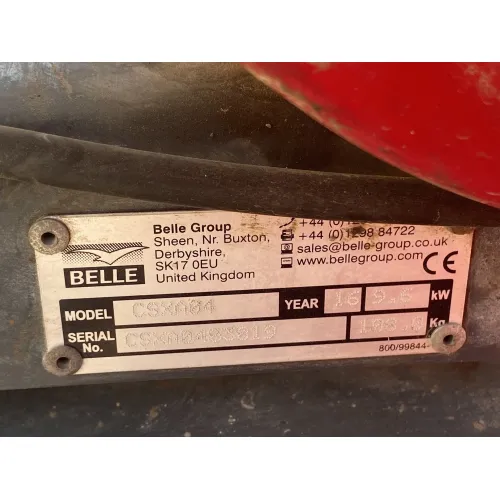 BELLE
Belle Group
Sheen, Nr. Buxton,
Derbyshire,
SK17 0EU
United Kingdom
+44 (0)1298 84722
sales@belle-group.co.uk
www.bellegroup.com
CE
MODEL CSXA04 YEAR 16 9.6 kW
SERIAL No. Kg
800/99844-